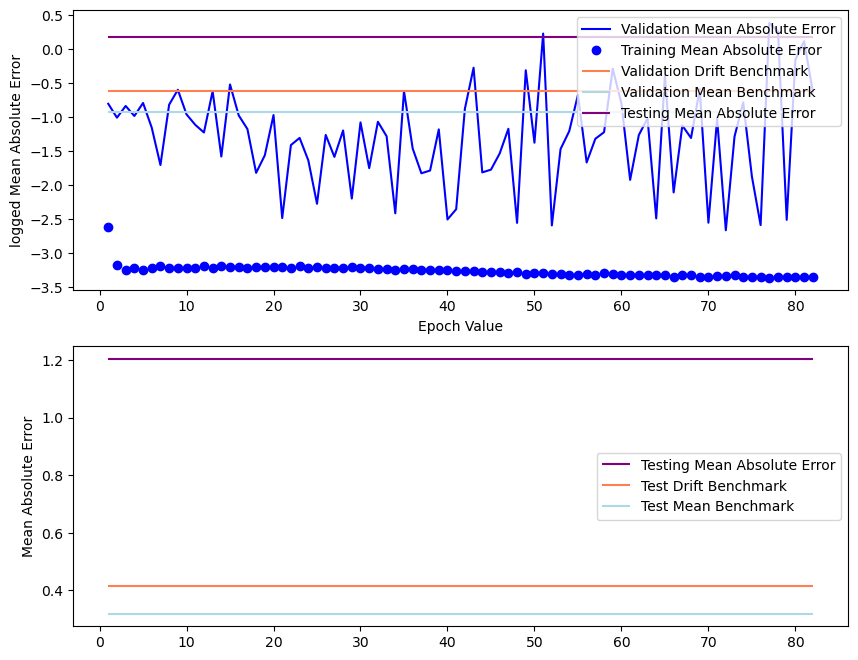 0.5
0.0
−0.5
−1.0
−1.5
−2.0
−2.5
−3.0
−3.5
logged Mean Absolute Error
Validation Mean Absolute Error
Training Mean Absolute Error
Validation Drift Benchmark
Validation Mean Benchmark
Testing Mean Absolute Error
0 10 20 30 40 50 60 70 80
Epoch Value
1.2
1.0
0.8
0.6
0.4
Mean Absolute Error
Testing Mean Absolute Error
Test Drift Benchmark
Test Mean Benchmark
0 10 20 30 40 50 60 70 80